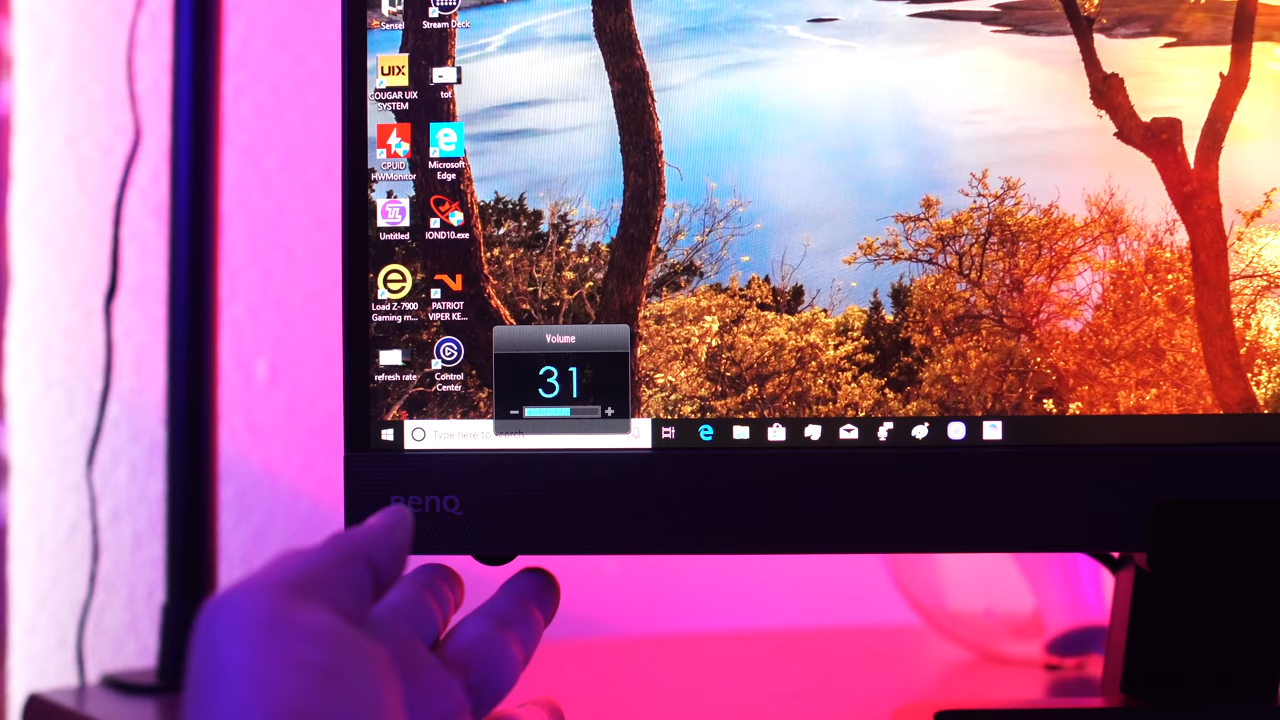 Sensel
Stream Deck
UIX
COUGAR UIX
SYSTEM
tot
CPUID
HWMonitor
Microsoft
Edge
Untitled
IOND10.exe
Load Z-7900
Gaming m...
PATRIOT
VIPER KE...
refresh rate
Control
Center
Volume
31
Type here to search
BenQ